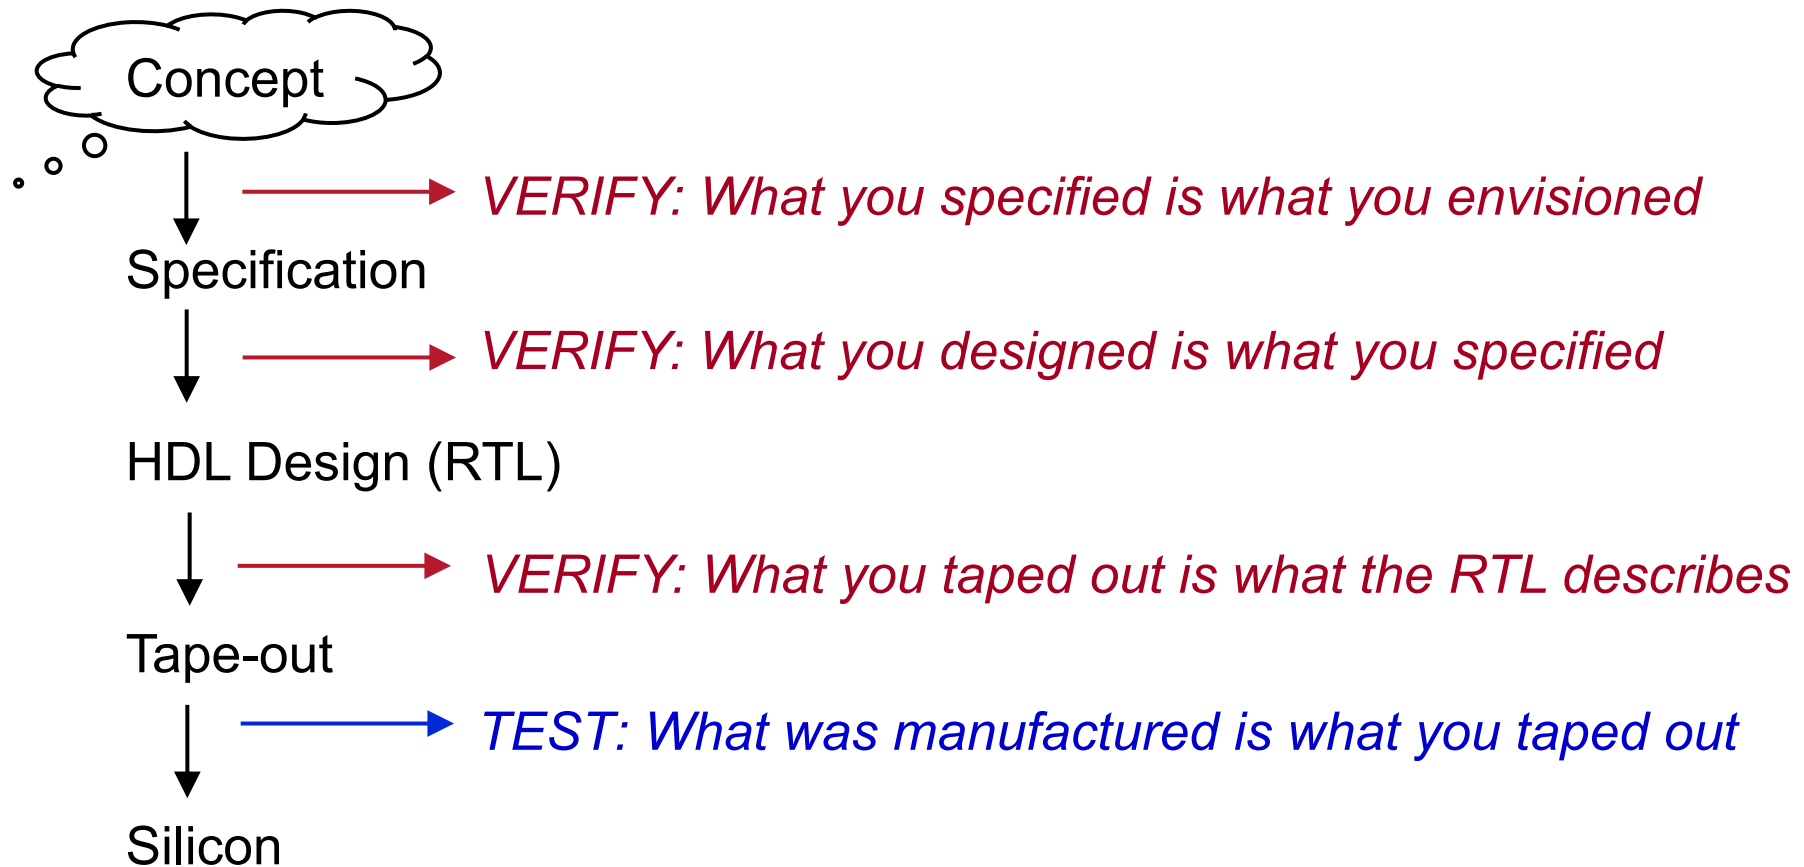 Concept
VERIFY: What you specified is what you envisioned
Specification
VERIFY: What you designed is what you specified
HDL Design (RTL)
VERIFY: What you taped out is what the RTL describes
Tape-out
TEST: What was manufactured is what you taped out
Silicon